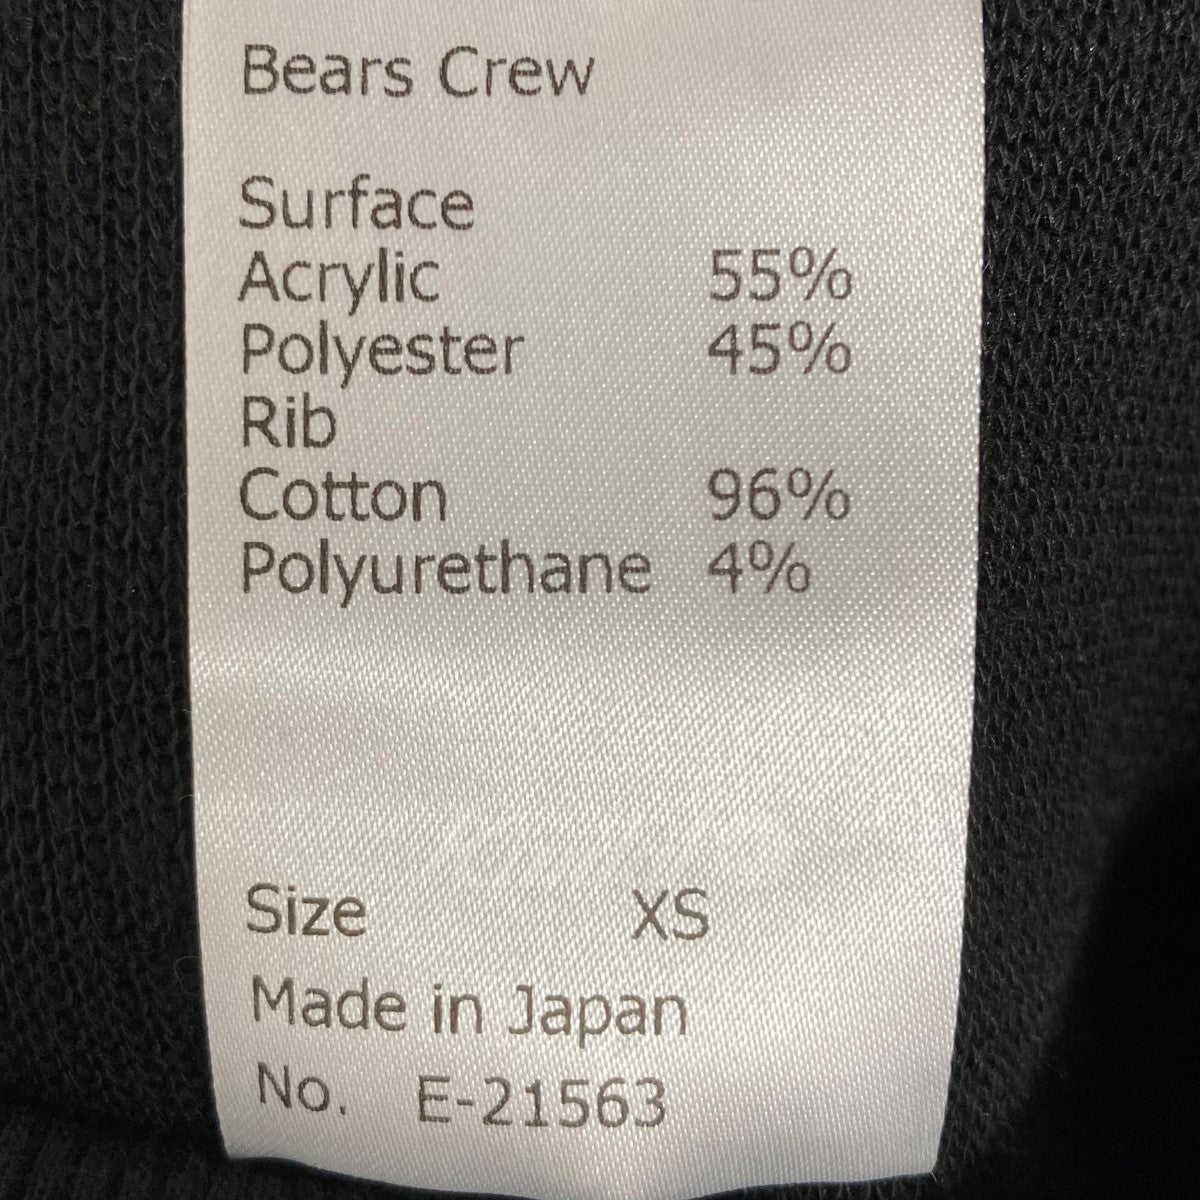 Bears Crew
Surface
Acrylic 55%
Polyester 45%
Rib
Cotton 96%
Polyurethane 4%
Size XS
Made in Japan
No. E-21563